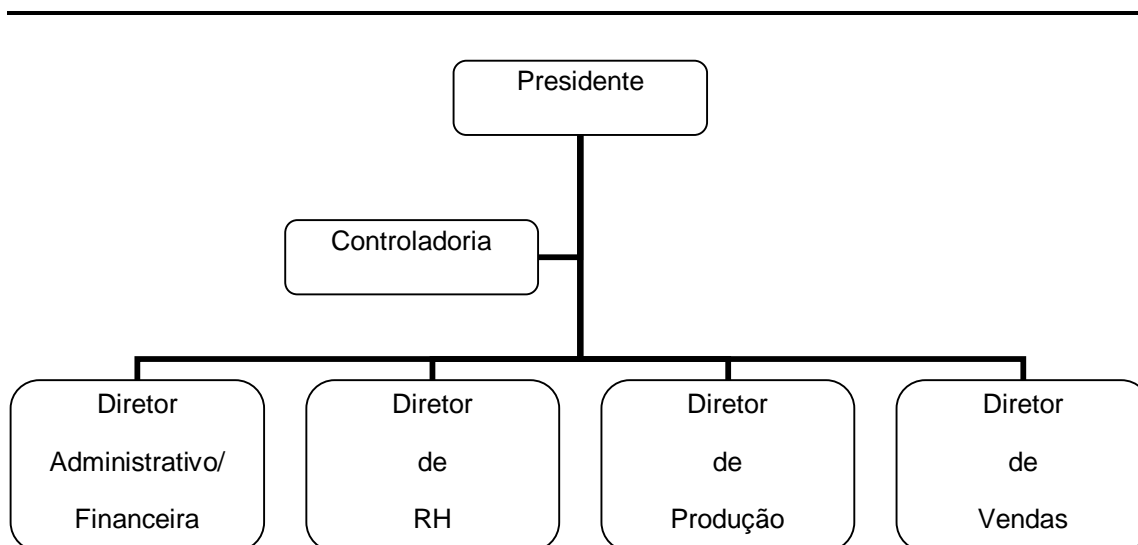 Presidente
Controladoria
Diretor
Administrativo/
Financeira
Diretor
de
RH
Diretor
de
Produção
Diretor
de
Vendas